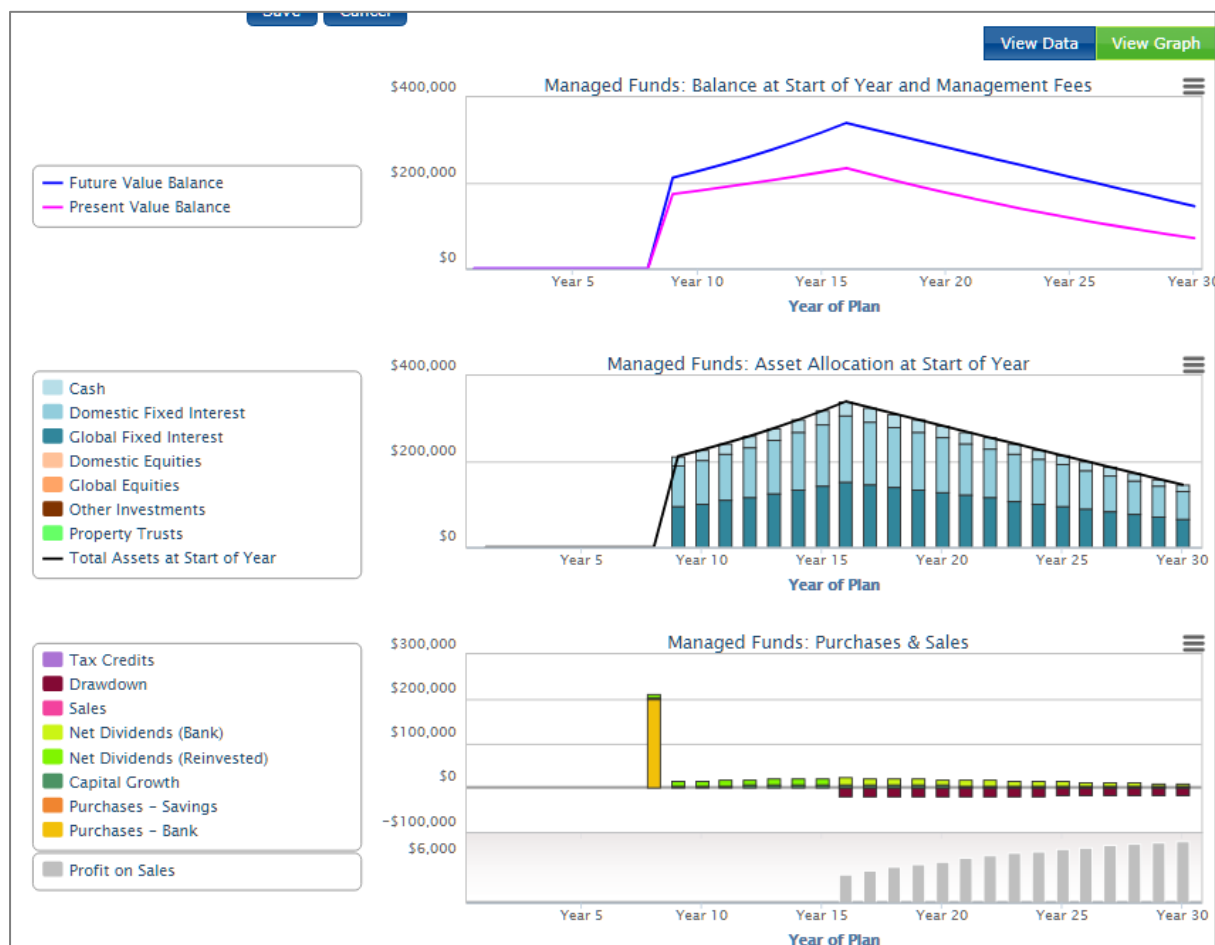 Save Cancel
View Data View Graph
Managed Funds: Balance at Start of Year and Management Fees
$400,000
$200,000
$0
Future Value Balance
Present Value Balance
Year 5 Year 10 Year 15 Year 20 Year 25 Year 30
Year of Plan
Managed Funds: Asset Allocation at Start of Year
$400,000
$200,000
$0
Cash
Domestic Fixed Interest
Global Fixed Interest
Domestic Equities
Global Equities
Other Investments
Property Trusts
Total Assets at Start of Year
Year 5 Year 10 Year 15 Year 20 Year 25 Year 30
Year of Plan
Managed Funds: Purchases & Sales
$300,000
$200,000
$100,000
$0
-$100,000
$6,000
Tax Credits
Drawdown
Sales
Net Dividends (Bank)
Net Dividends (Reinvested)
Capital Growth
Purchases - Savings
Purchases - Bank
Profit on Sales
Year 5 Year 10 Year 15 Year 20 Year 25 Year 30
Year of Plan